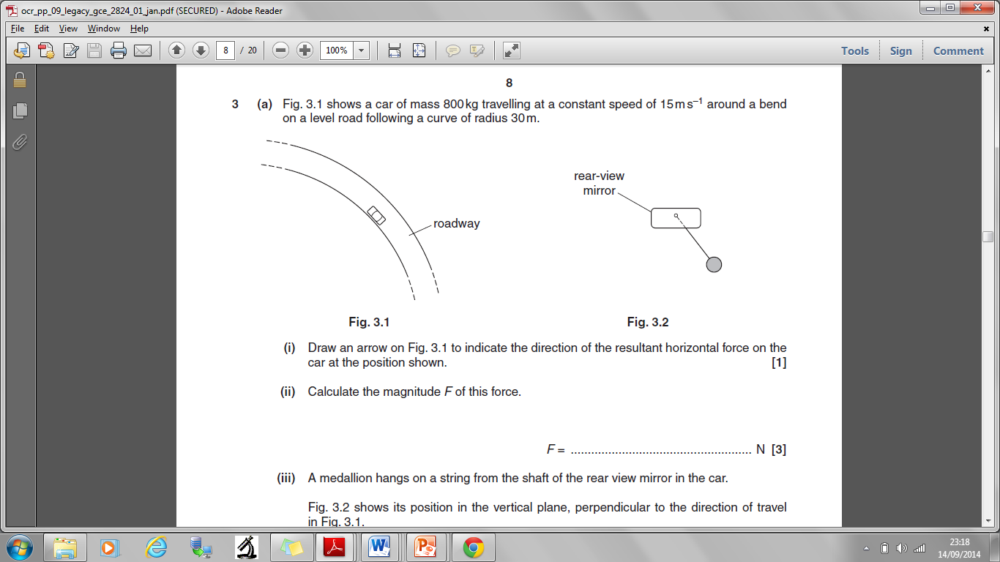 ocr_pp_09_legacy_gce_2824_01_jan.pdf (SECURED) - Adobe Reader
File Edit View Window Help
8 / 20 100% Tools Sign Comment
8
3 (a) Fig. 3.1 shows a car of mass 800 kg travelling at a constant speed of 15 m s–1 around a bend
on a level road following a curve of radius 30 m.
rear-view
mirror
roadway
Fig. 3.1 Fig. 3.2
(i) Draw an arrow on Fig. 3.1 to indicate the direction of the resultant horizontal force on the
car at the position shown. [1]
(ii) Calculate the magnitude F of this force.
F = ..................................................... N [3]
(iii) A medallion hangs on a string from the shaft of the rear view mirror in the car.
Fig. 3.2 shows its position in the vertical plane, perpendicular to the direction of travel
in Fig. 3.1.
23:18
14/09/2014